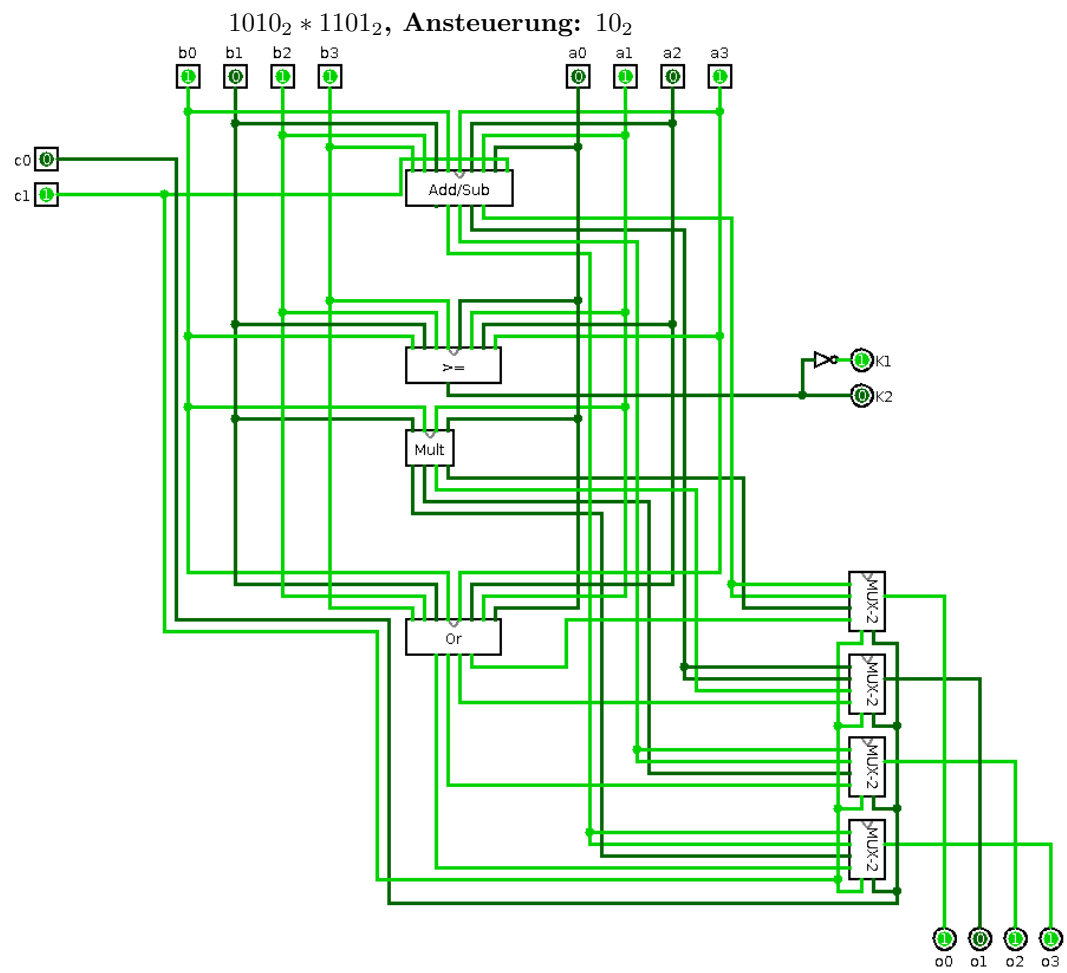 1010₂ * 1101₂, Ansteuerung: 10₂
b0 b1 b2 b3 a0 a1 a2 a3
1 0 1 1 0 1 0 1
c0 0
c1 1
Add/Sub
>=
1 K1
0 K2
Mult
Or
MUX-2
MUX-2
MUX-2
MUX-2
1 0 1 1
o0 o1 o2 o3